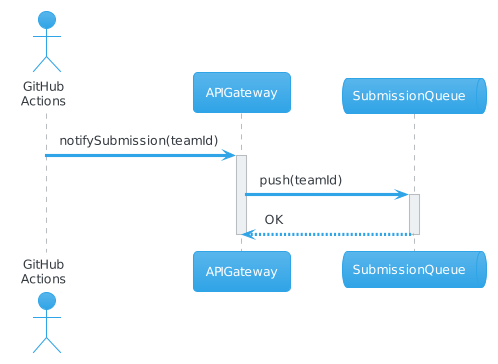 GitHub
Actions
APIGateway
SubmissionQueue
notifySubmission(teamId)
push(teamId)
OK
GitHub
Actions
APIGateway
SubmissionQueue